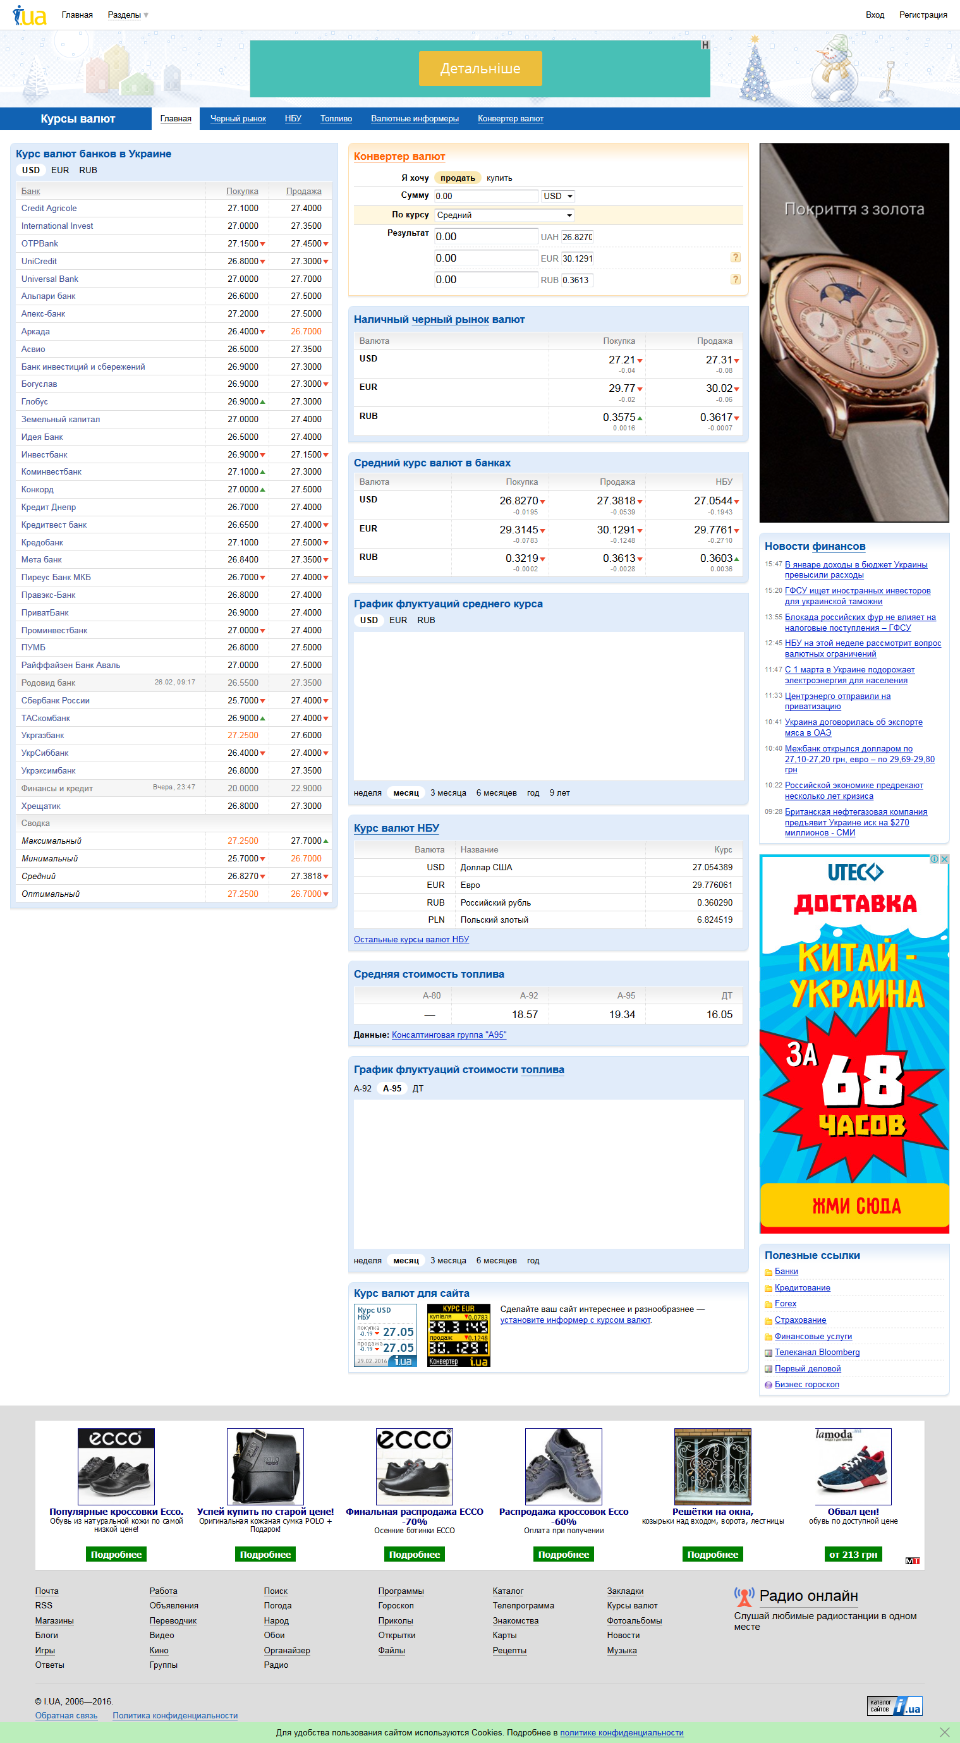 i.ua Главная Разделы ▾ Вход Регистрация
Детальніше
Курсы валют Главная Черный рынок НБУ Топливо Валютные информеры Конвертер валют
Курс валют банков в Украине
USD EUR RUB
Банк Покупка Продажа
Credit Agricole 27.1000 27.4000
International Invest 27.0000 27.3500
OTPBank 27.1500 27.4500
UniCredit 26.8000 27.3000
Universal Bank 27.0000 27.7000
Альпари банк 26.6000 27.5000
Апекс-банк 27.2000 27.5000
Аркада 26.4000 26.7000
Асвио 26.5000 27.3500
Банк инвестиций и сбережений 26.9000 27.3000
Богуслав 26.9000 27.3000
Глобус 26.9000 27.3000
Земельный капитал 27.0000 27.4000
Идея Банк 26.5000 27.4000
Инвестбанк 26.9000 27.1500
Коминвестбанк 27.1000 27.3000
Конкорд 27.0000 27.5000
Кредит Днепр 26.7000 27.4000
Кредитвест банк 26.6500 27.4000
Кредобанк 27.1000 27.5000
Мета банк 26.8400 27.3500
Пиреус Банк МКБ 26.7000 27.4000
Правэкс-Банк 26.8000 27.4000
ПриватБанк 26.9000 27.4000
Проминвестбанк 27.0000 27.4000
ПУМБ 26.8000 27.5000
Райффайзен Банк Аваль 27.0000 27.5000
Родовид банк 26.02, 09:17 26.5500 27.3500
Сбербанк России 25.7000 27.4000
ТАСкомбанк 26.9000 27.4000
Укргазбанк 27.2500 27.6000
УкрСиббанк 26.4000 27.4000
Укрэксимбанк 26.8000 27.3500
Финансы и кредит Вчера, 23:47 20.0000 22.9000
Хрещатик 26.8000 27.3000
Сводка
Максимальный 27.2500 27.7000
Минимальный 25.7000 26.7000
Средний 26.8270 27.3818
Оптимальный 27.2500 26.7000
Конвертер валют
Я хочу продать купить
Сумму 0.00 USD
По курсу Средний
Результат 0.00 UAH 26.8270
0.00 EUR 30.1291 ?
0.00 RUB 0.3613 ?
Наличный черный рынок валют
Валюта Покупка Продажа
USD 27.21 27.31
-0.04 -0.08
EUR 29.77 30.02
-0.02 -0.06
RUB 0.3575 0.3617
0.0016 -0.0007
Средний курс валют в банках
Валюта Покупка Продажа НБУ
USD 26.8270 27.3818 27.0544
-0.0195 -0.0539 -0.1943
EUR 29.3145 30.1291 29.7761
-0.0783 -0.1248 -0.2710
RUB 0.3219 0.3613 0.3603
-0.0002 -0.0028 0.0036
График флуктуаций среднего курса
USD EUR RUB
неделя месяц 3 месяца 6 месяцев год 9 лет
Курс валют НБУ
Валюта Название Курс
USD Доллар США 27.054389
EUR Евро 29.776061
RUB Российский рубль 0.360290
PLN Польский злотый 6.824519
Остальные курсы валют НБУ
Средняя стоимость топлива
А-80 А-92 А-95 ДТ
— 18.57 19.34 16.05
Данные: Консалтинговая группа "А95"
График флуктуаций стоимости топлива
А-92 А-95 ДТ
неделя месяц 3 месяца 6 месяцев год
Курс валют для сайта
Курс USD
НБУ
покупка
-0.19 27.05
продажа
-0.19 27.05
29.02.2016 i.ua
КУРС EUR
купівля 0.0783
29.3145
продаж 0.1248
30.1291
Конвертер i.ua
Сделайте ваш сайт интереснее и разнообразнее —
установите информер с курсом валют.
Покриття з золота
Новости финансов
15:47 В январе доходы в бюджет Украины
превысили расходы
15:20 ГФСУ ищет иностранных инвесторов
для украинской таможни
13:55 Блокада российских фур не влияет на
налоговые поступления – ГФСУ
12:45 НБУ на этой неделе рассмотрит вопрос
валютных ограничений
11:47 С 1 марта в Украине подорожает
электроэнергия для населения
11:33 Центрэнерго отправили на
приватизацию
10:41 Украина договорилась об экспорте
мяса в ОАЭ
10:40 Межбанк открылся долларом по
27,10-27,20 грн, евро – по 29,69-29,80
грн
10:22 Российской экономике предрекают
несколько лет кризиса
09:28 Британская нефтегазовая компания
предъявит Украине иск на $270
миллионов - СМИ
UTEC
ДОСТАВКА
КИТАЙ -
УКРАИНА
ЗА
68
ЧАСОВ
ЖМИ СЮДА
Полезные ссылки
Банки
Кредитование
Forex
Страхование
Финансовые услуги
Телеканал Bloomberg
Первый деловой
Бизнес гороскоп
ecco
Популярные кроссовки Ecco.
Обувь из натуральной кожи по самой
низкой цене!
Подробнее
Успей купить по старой цене!
Оригинальная кожаная сумка POLO +
Подарок!
Подробнее
ecco
Финальная распродажа ECCO
-70%
Осенние ботинки ECCO
Подробнее
Распродажа кроссовок Ecco
-60%
Оплата при получении
Подробнее
Решётки на окна,
козырьки над входом, ворота, лестницы
Подробнее
lamoda
Обвал цен!
обувь по доступной цене
от 213 грн
Почта Работа Поиск Программы Каталог Закладки
RSS Объявления Погода Гороскоп Телепрограмма Курсы валют
Магазины Переводчик Народ Приколы Знакомства Фотоальбомы
Блоги Видео Обои Открытки Карты Новости
Игры Кино Органайзер Файлы Рецепты Музыка
Ответы Группы Радио
Радио онлайн
Слушай любимые радиостанции в одном
месте
© I.UA, 2006—2016.
Обратная связь Политика конфиденциальности
каталог
сайтов i.ua
Для удобства пользования сайтом используются Cookies. Подробнее в политике конфиденциальности